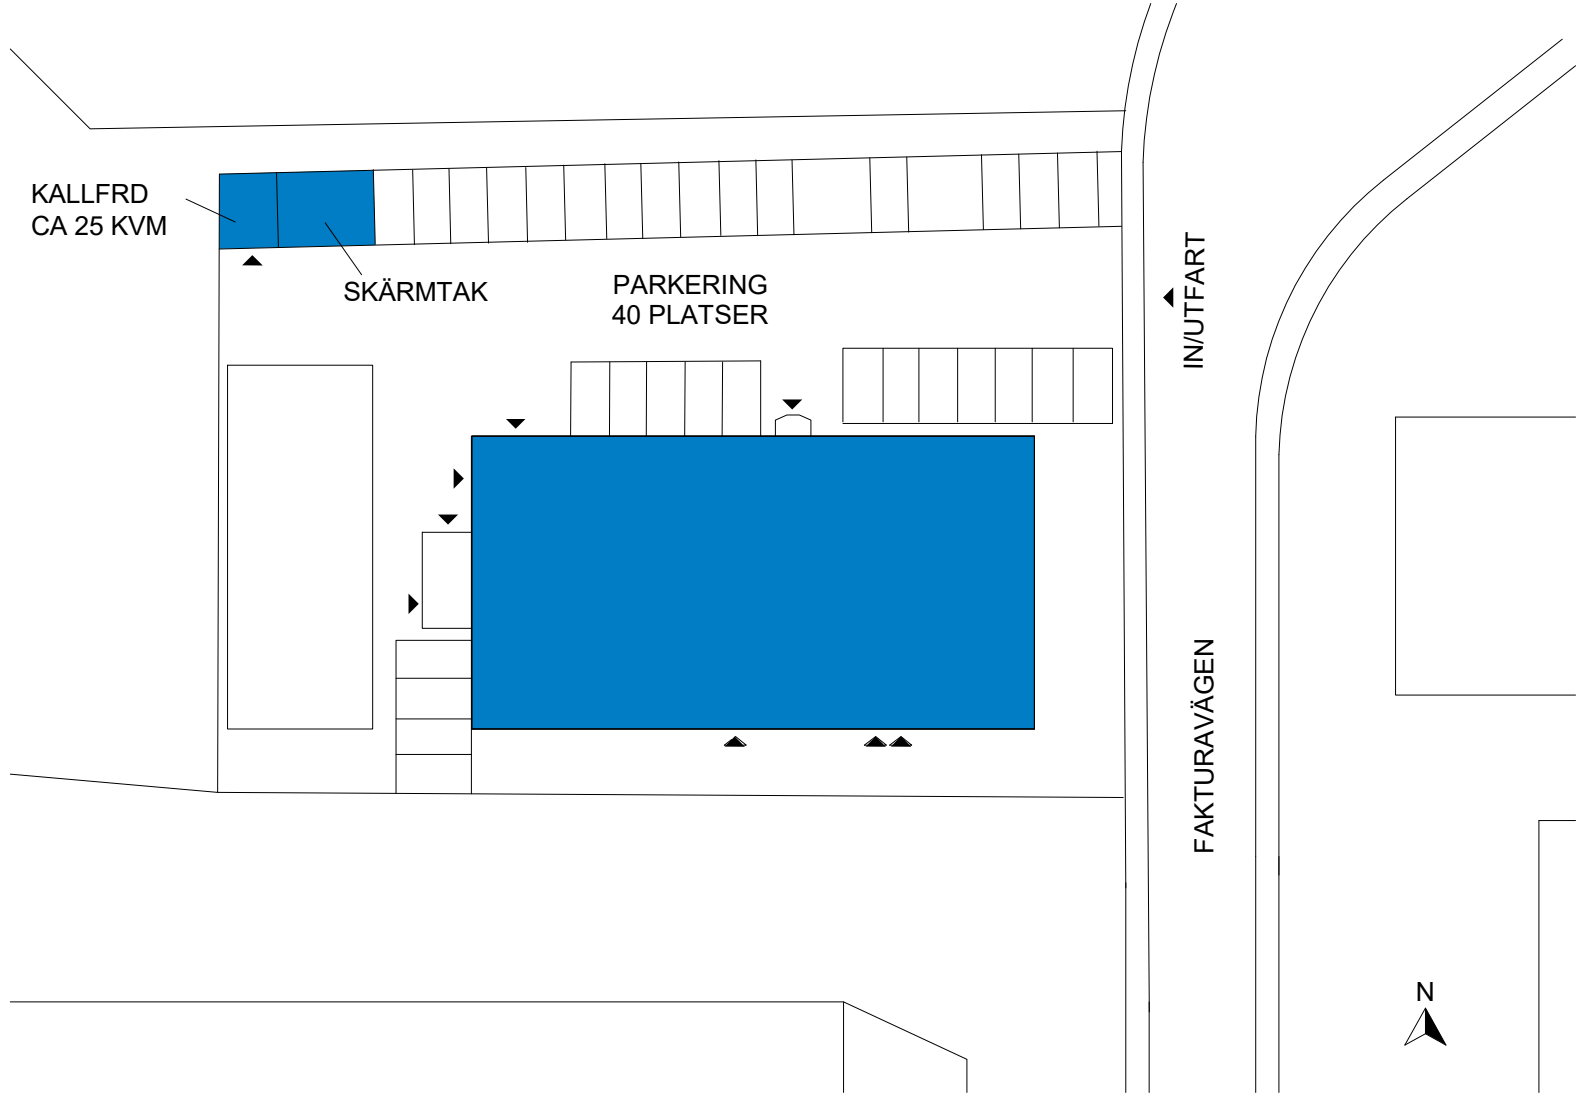 KALLFRD
CA 25 KVM
SKÄRMTAK
PARKERING
40 PLATSER
IN/UTFART
FAKTURAVÄGEN
N